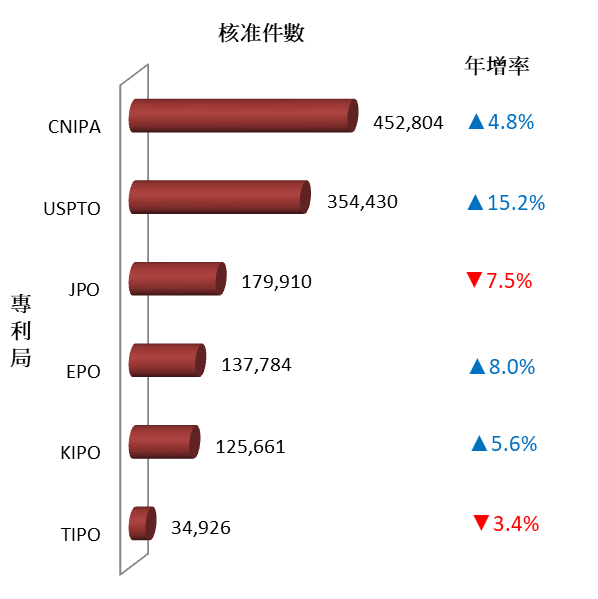 核准件數
年增率
CNIPA 452,804 ▲4.8%
USPTO 354,430 ▲15.2%
JPO 179,910 ▼7.5%
專利局
EPO 137,784 ▲8.0%
KIPO 125,661 ▲5.6%
TIPO 34,926 ▼3.4%